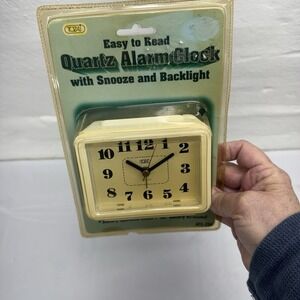 Easy to Read
Quartz Alarm Clock
with Snooze and Backlight
11 12 1
10 2
9 3
8 4
7 6 5